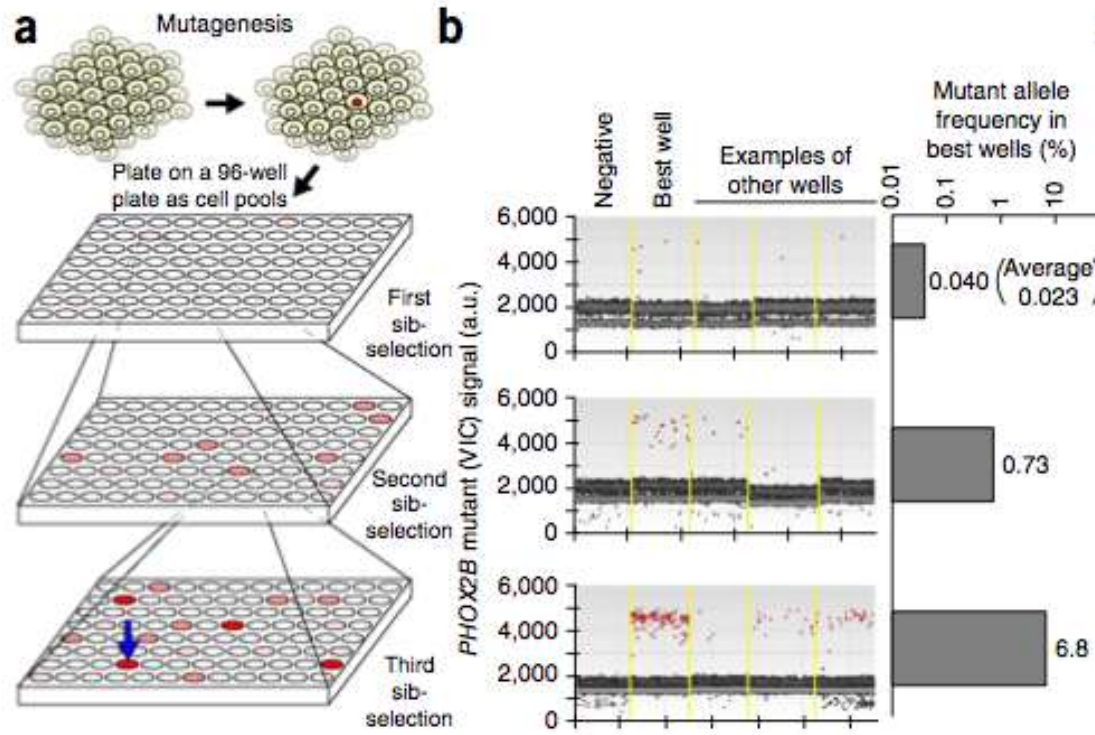 a
Mutagenesis
Plate on a 96-well
plate as cell pools
First
sib-
selection
Second
sib-
selection
Third
sib-
selection
b
Negative
Best well
Examples of
other wells
Mutant allele
frequency in
best wells (%)
0.01
0.1
1
10
PHOX2B mutant (VIC) signal (a.u.)
6,000
4,000
2,000
0
0.040 (Average
0.023
6,000
4,000
2,000
0
0.73
6,000
4,000
2,000
0
6.8